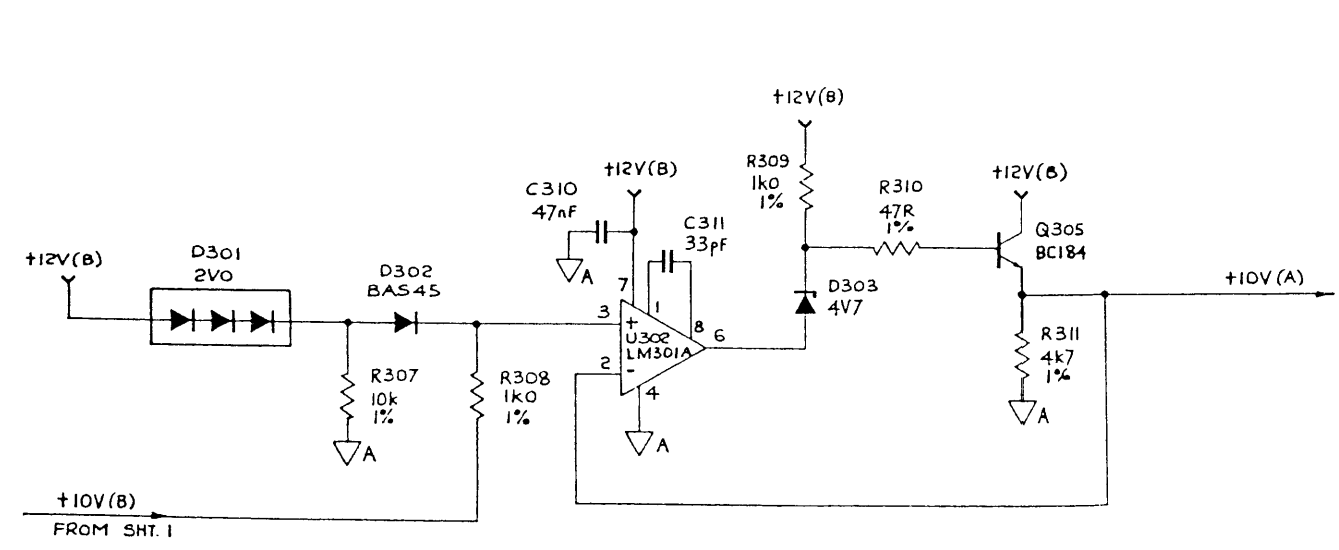 +12V(B)
R309
1k0
1%
+12V(B)
C310
47nF
A
7
C311
33pF
1
8
R310
47R
1%
+12V(B)
Q305
BC184
+12V(B)
D301
2V0
D302
BAS45
3
+
U302
LM301A
6
2
-
4
A
D303
4V7
+10V(A)
R311
4k7
1%
A
R307
10k
1%
A
R308
1k0
1%
+10V(B)
FROM SHT. 1